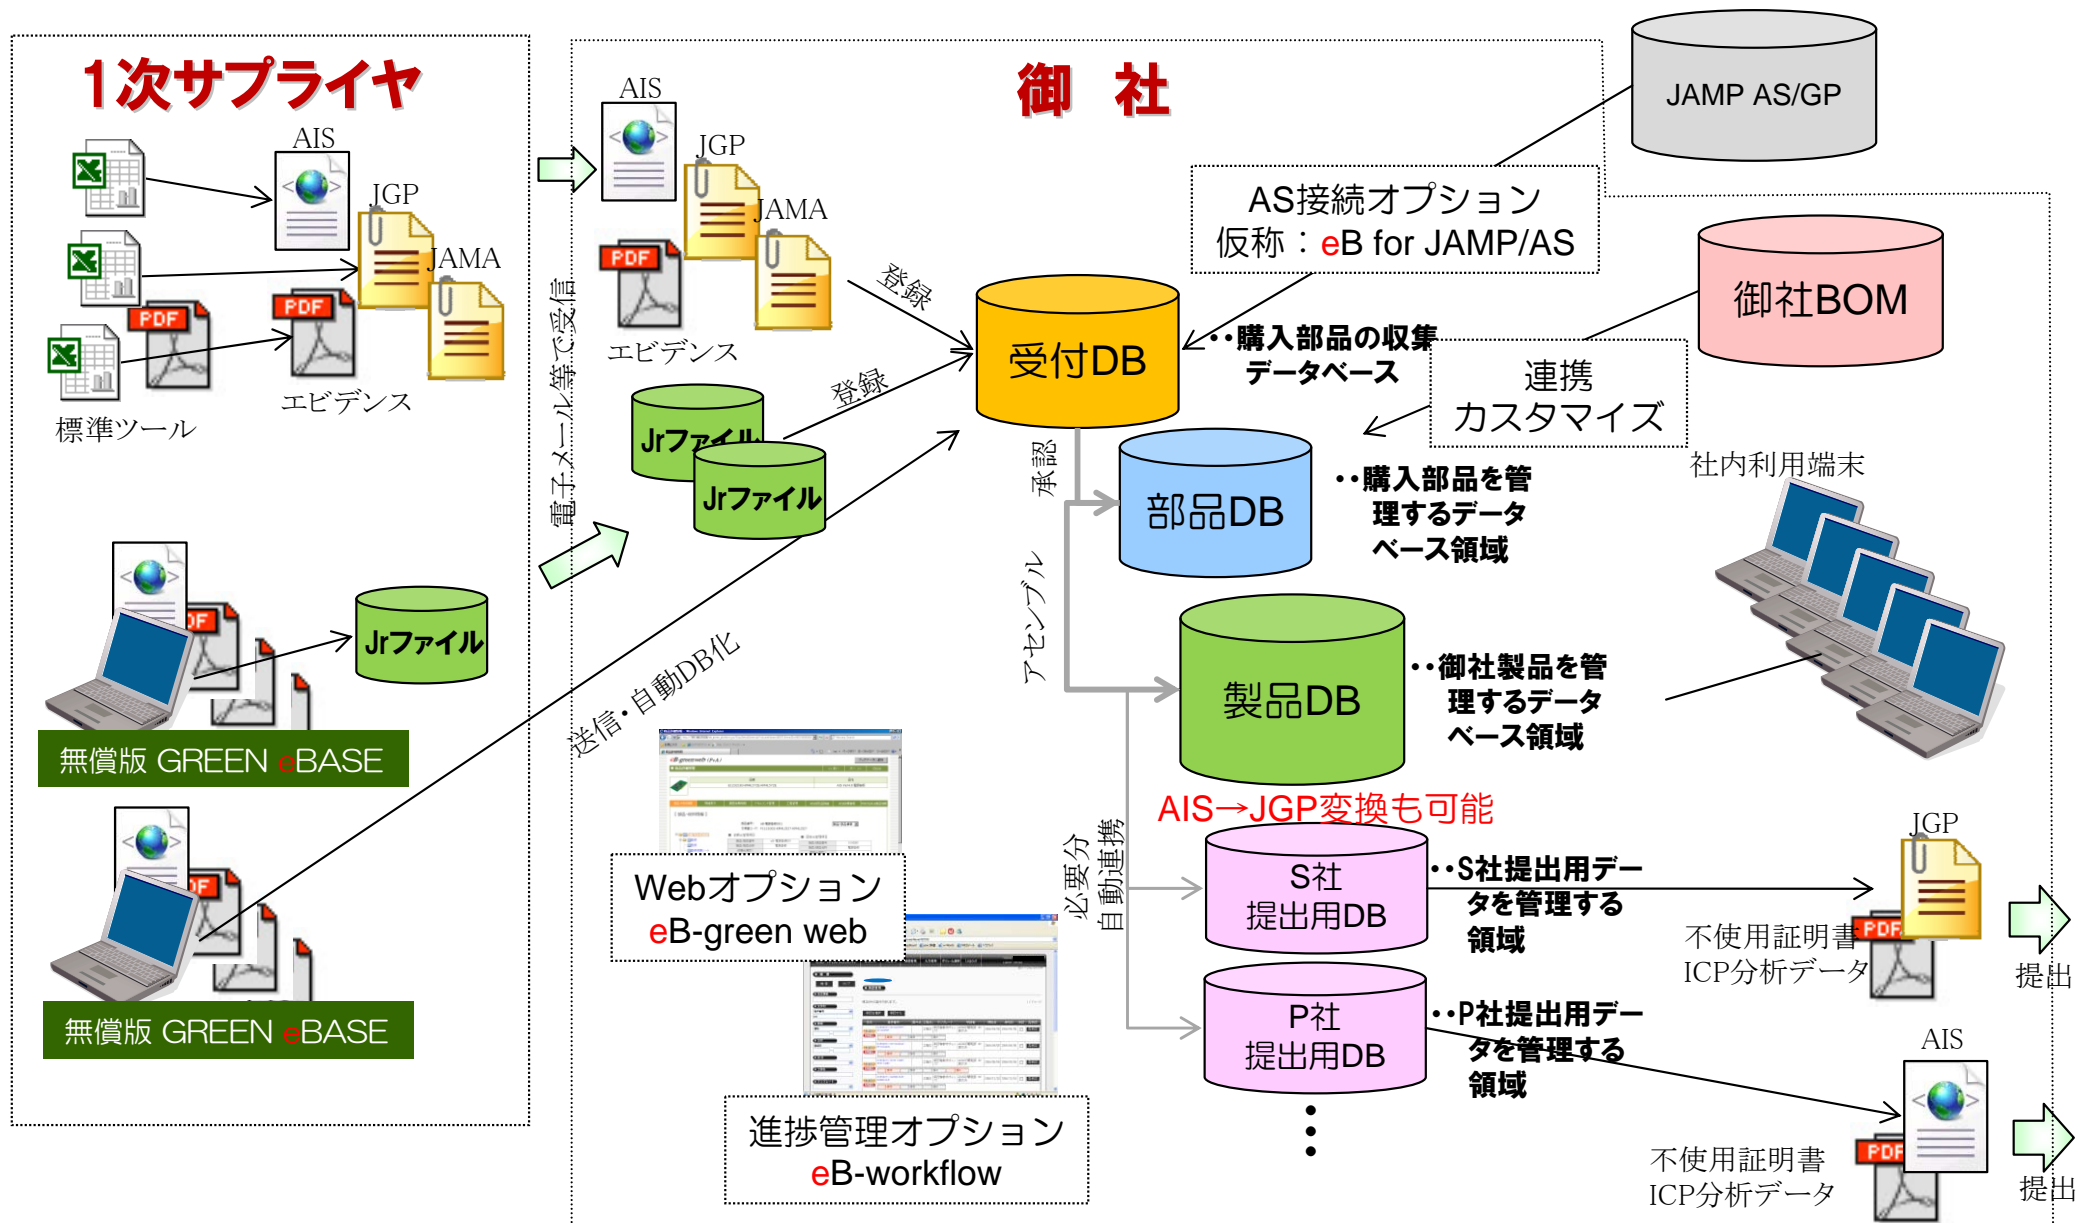 1次サプライヤ
AIS
JGP
JAMA
PDF
PDF
標準ツール
エビデンス
PDF
Jrファイル
無償版 GREEN eBASE
PDF
無償版 GREEN eBASE
電子メール等で受信
御 社
AIS
JGP
JAMA
PDF
エビデンス
登録
登録
Jrファイル
Jrファイル
送信・自動DB化
JAMP AS/GP
AS接続オプション
仮称：eB for JAMP/AS
御社BOM
連携
カスタマイズ
受付DB
・・購入部品の収集
データベース
承認
部品DB
・・購入部品を管
理するデータ
ベース領域
アセンブル
製品DB
・・御社製品を管
理するデータ
ベース領域
社内利用端末
AIS→JGP変換も可能
必要分
自動連携
S社
提出用DB
・・S社提出用デー
タを管理する
領域
JGP
PDF
不使用証明書
ICP分析データ
提出
P社
提出用DB
・・P社提出用デー
タを管理する
領域
AIS
PDF
不使用証明書
ICP分析データ
提出
eB-green web
Webオプション
eB-green web
進捗管理オプション
eB-workflow